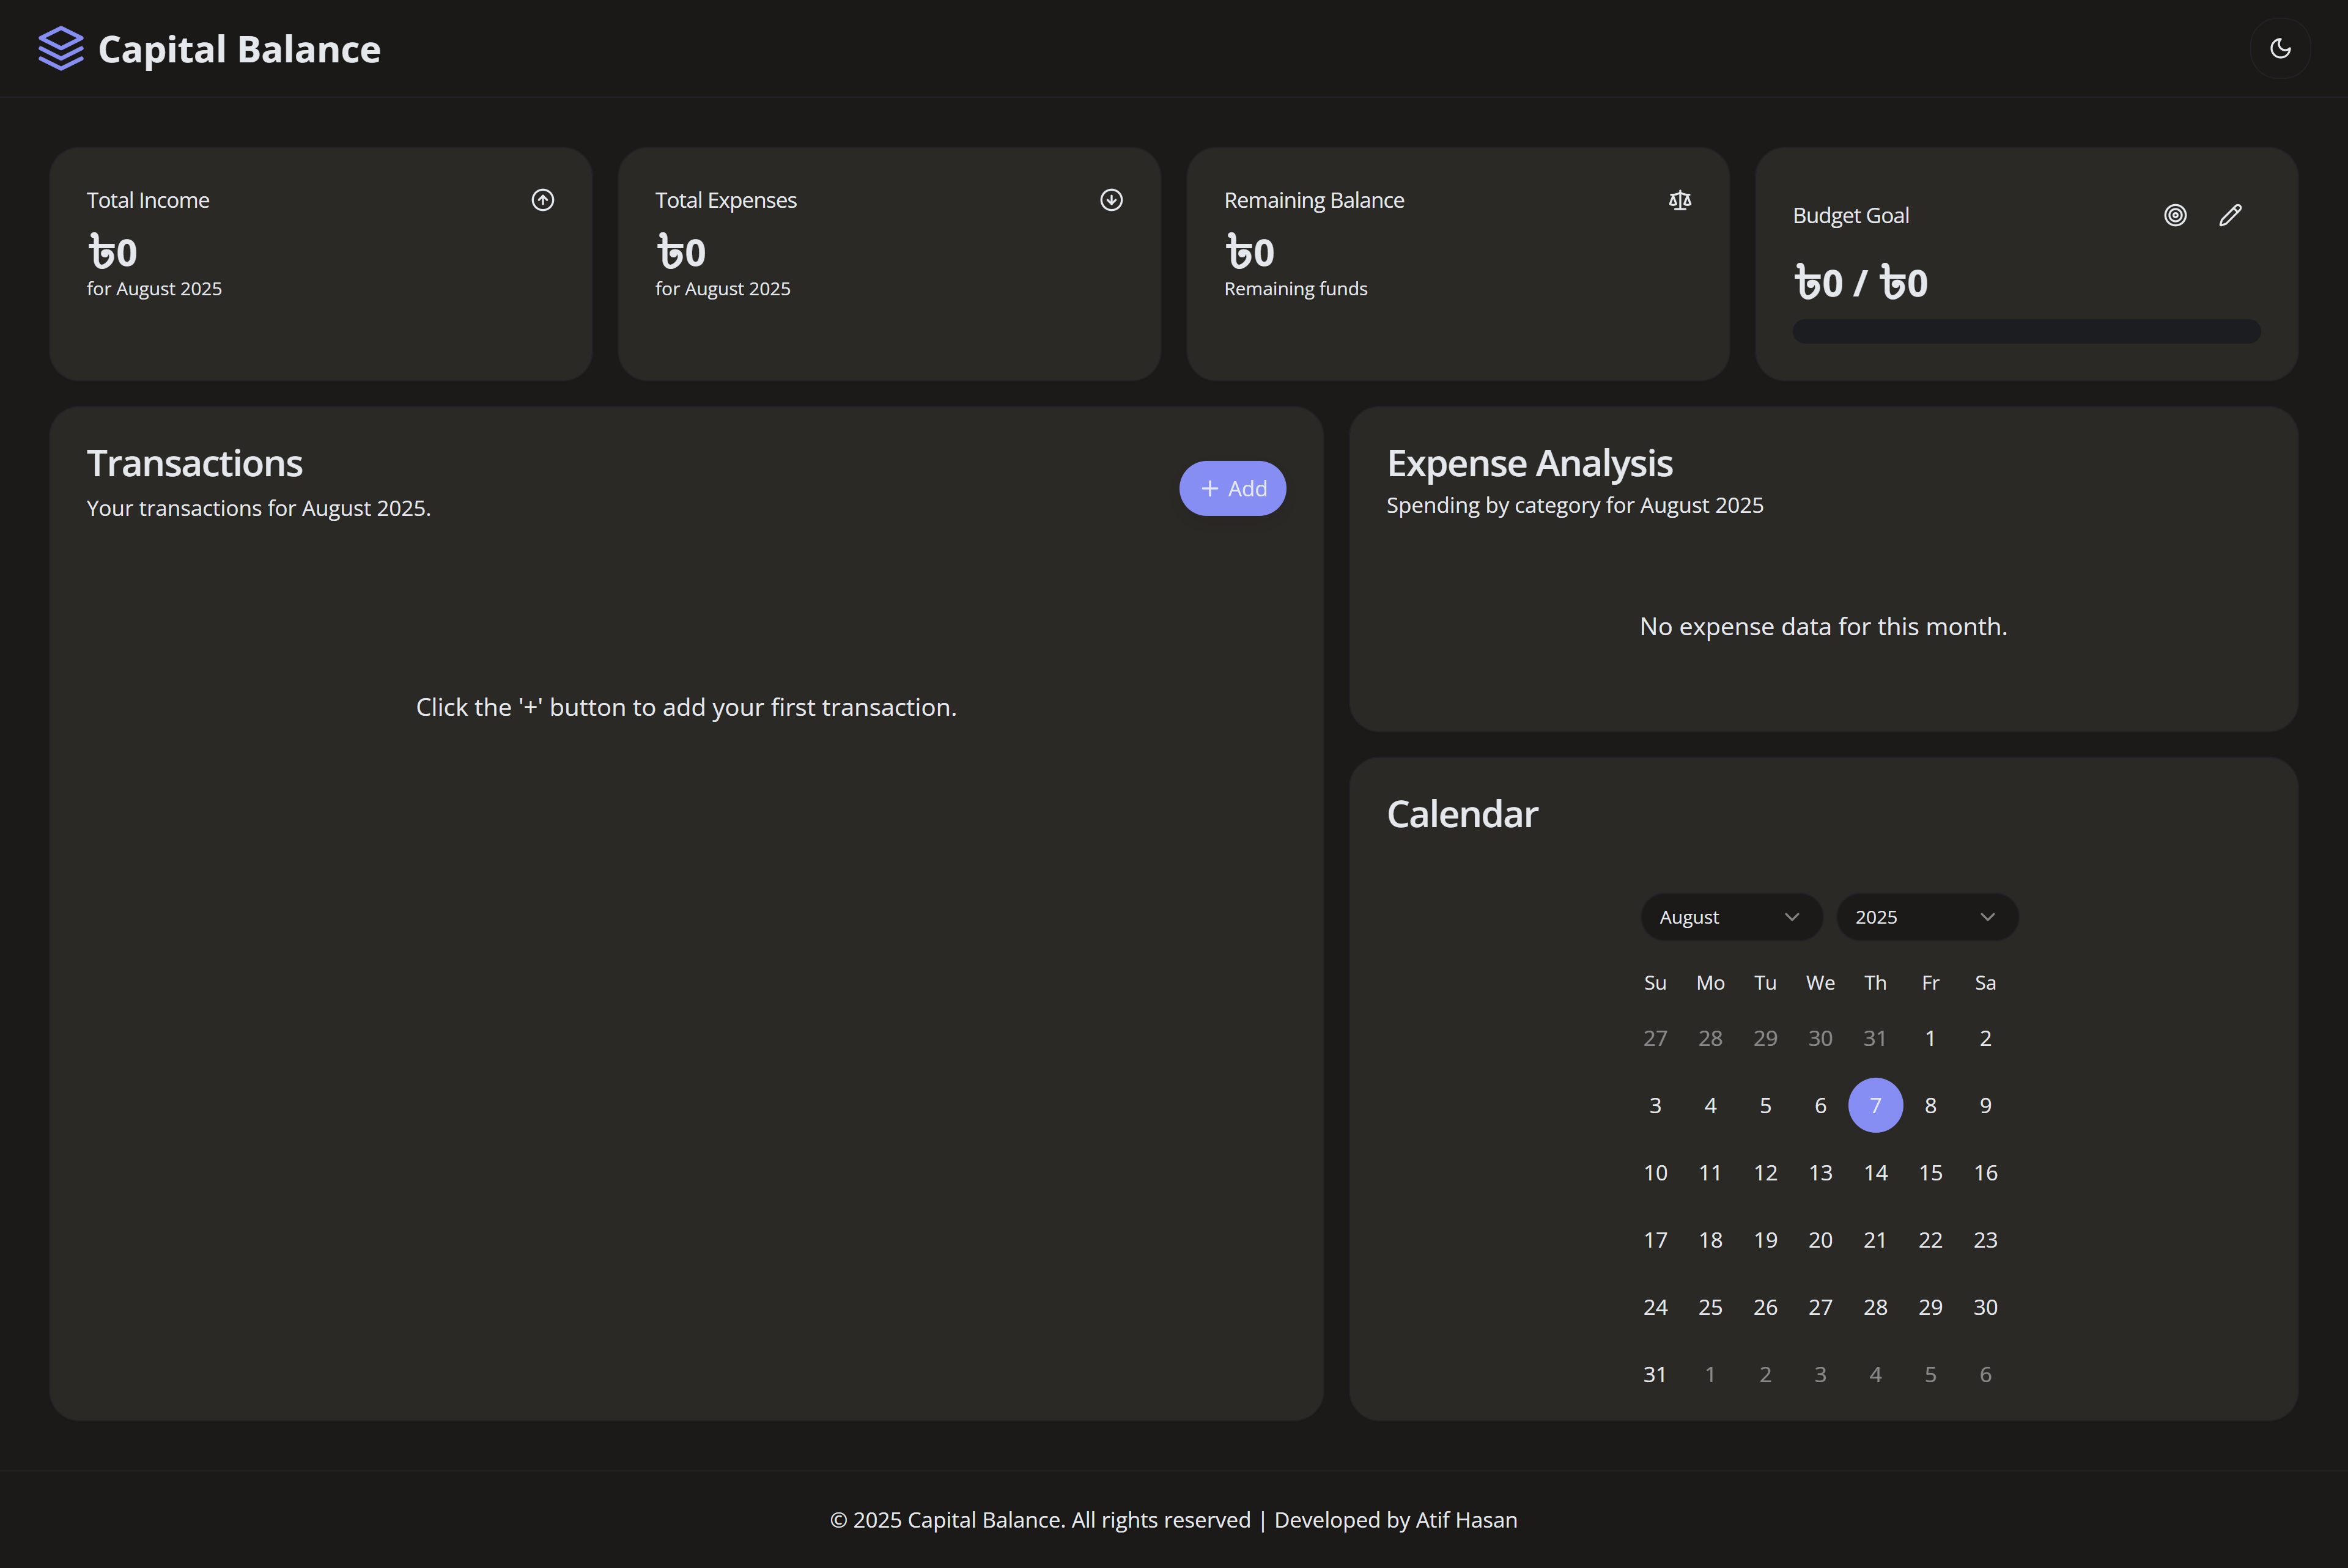 Capital Balance
Total Income
৳0
for August 2025
Total Expenses
৳0
for August 2025
Remaining Balance
৳0
Remaining funds
Budget Goal
৳0 / ৳0
Transactions
Your transactions for August 2025.
+ Add
Click the '+' button to add your first transaction.
Expense Analysis
Spending by category for August 2025
No expense data for this month.
Calendar
August 2025
Su Mo Tu We Th Fr Sa
27 28 29 30 31 1 2
3 4 5 6 7 8 9
10 11 12 13 14 15 16
17 18 19 20 21 22 23
24 25 26 27 28 29 30
31 1 2 3 4 5 6
© 2025 Capital Balance. All rights reserved | Developed by Atif Hasan